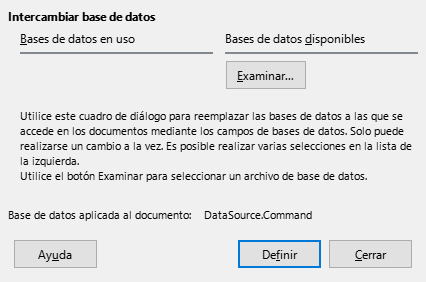 Intercambiar base de datos
Bases de datos en uso
Bases de datos disponibles
Examinar...
Utilice este cuadro de diálogo para reemplazar las bases de datos a las que se
accede en los documentos mediante los campos de bases de datos. Solo puede
realizarse un cambio a la vez. Es posible realizar varias selecciones en la lista de
la izquierda.
Utilice el botón Examinar para seleccionar un archivo de base de datos.
Base de datos aplicada al documento: DataSource.Command
Ayuda
Definir
Cerrar